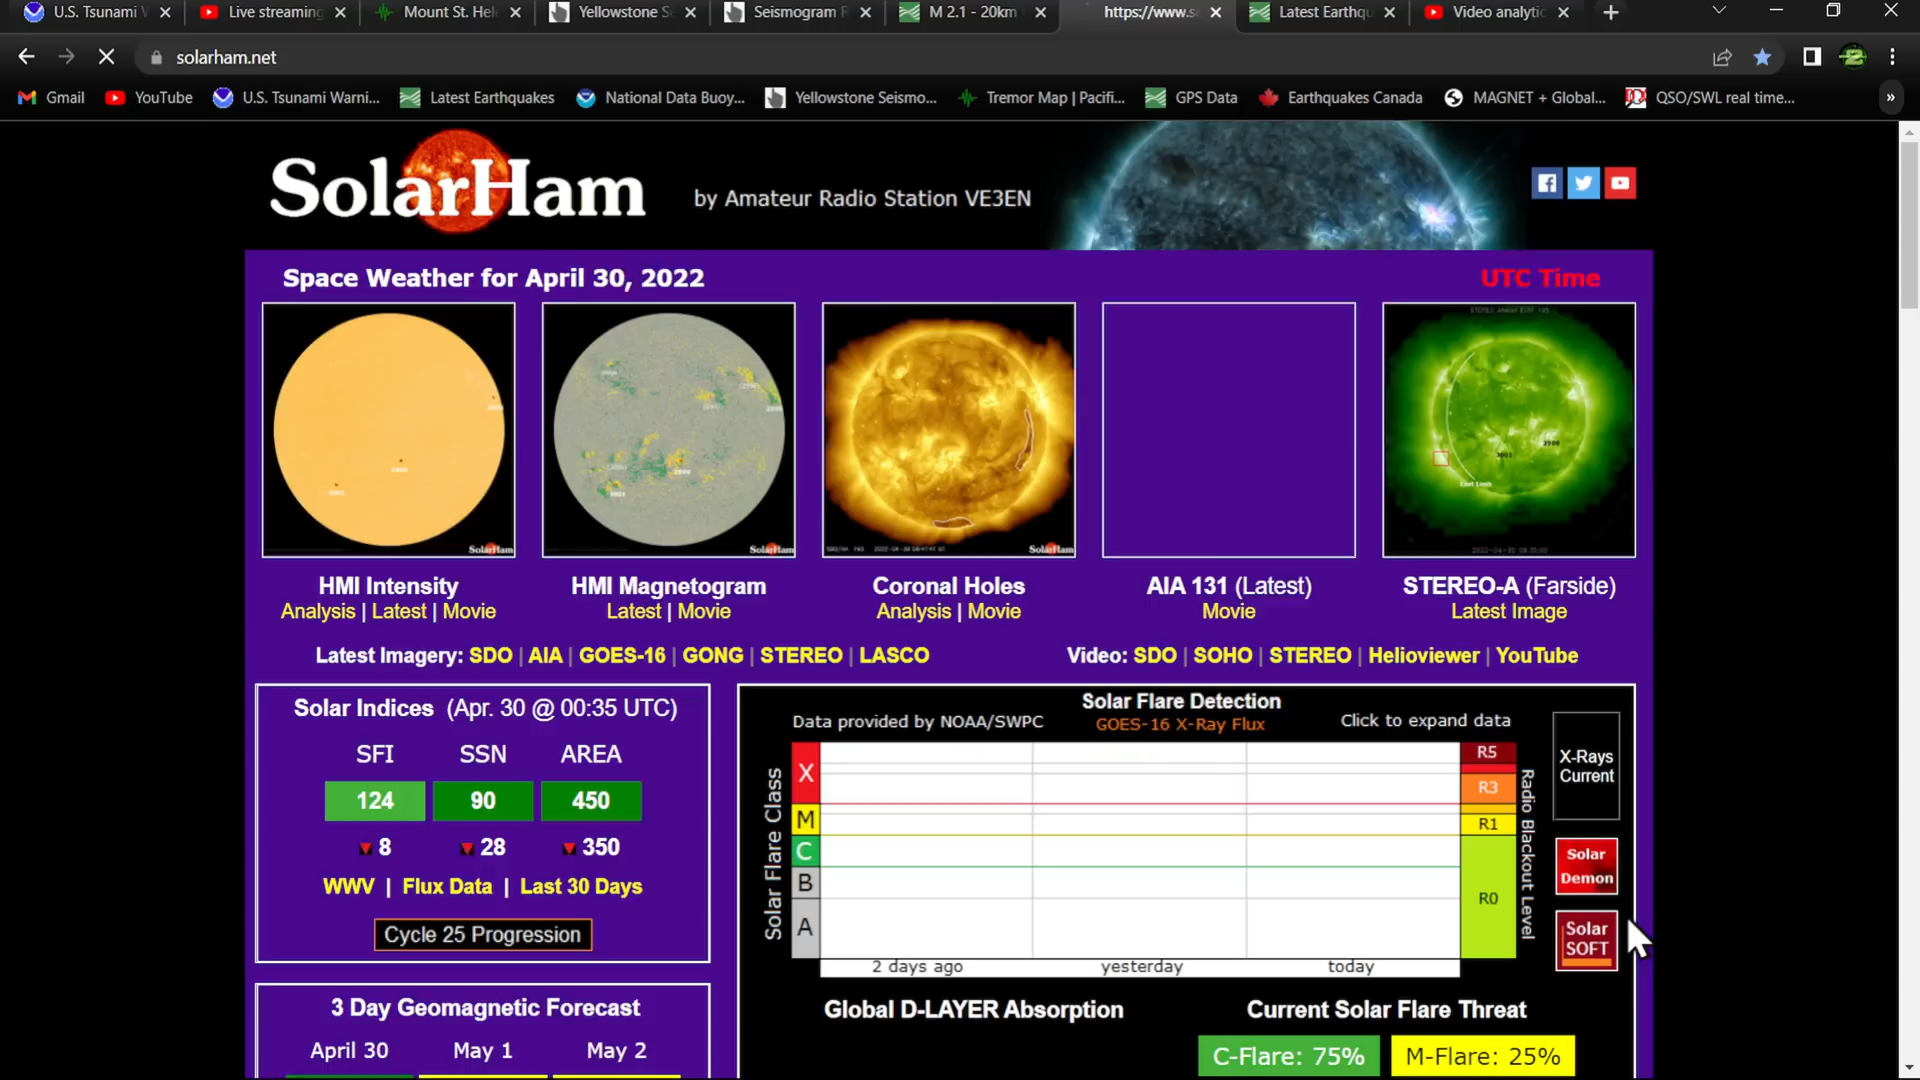 U.S. Tsunami W
Live streaming
Mount St. Hel
Yellowstone Se
Seismogram R
M 2.1 - 20km
https://www.s
Latest Earthqu
Video analytic
solarham.net
Gmail
YouTube
U.S. Tsunami Warni...
Latest Earthquakes
National Data Buoy...
Yellowstone Seismo...
Tremor Map | Pacifi...
GPS Data
Earthquakes Canada
MAGNET + Global...
QSO/SWL real time...
»
SolarHam
by Amateur Radio Station VE3EN
Space Weather for April 30, 2022
UTC Time
SolarHam
SolarHam
SolarHam
East Limb
HMI Intensity
Analysis | Latest | Movie
HMI Magnetogram
Latest | Movie
Coronal Holes
Analysis | Movie
AIA 131 (Latest)
Movie
STEREO-A (Farside)
Latest Image
Latest Imagery: SDO | AIA | GOES-16 | GONG | STEREO | LASCO
Video: SDO | SOHO | STEREO | Helioviewer | YouTube
Solar Indices (Apr. 30 @ 00:35 UTC)
SFI SSN AREA
124 90 450
8 28 350
WWV | Flux Data | Last 30 Days
Cycle 25 Progression
3 Day Geomagnetic Forecast
April 30 May 1 May 2
Solar Flare Detection
Data provided by NOAA/SWPC
GOES-16 X-Ray Flux
Click to expand data
Solar Flare Class
X
M
C
B
A
R5
R3
R1
R0
Radio Blackout Level
2 days ago yesterday today
X-Rays
Current
Solar
Demon
Solar
SOFT
Global D-LAYER Absorption
Current Solar Flare Threat
C-Flare: 75%
M-Flare: 25%